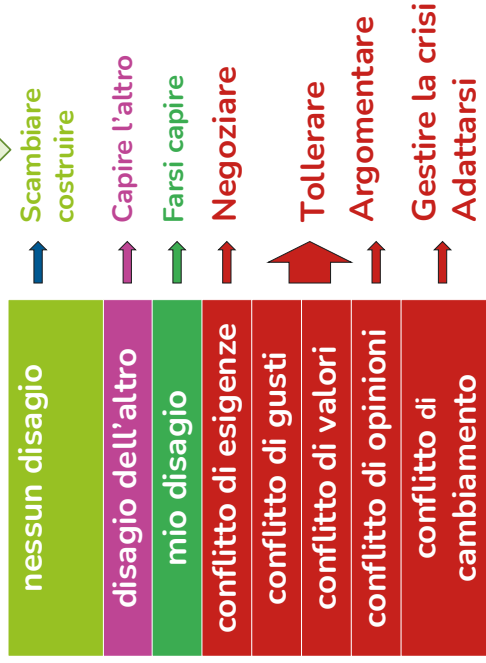 nessun disagio
Scambiare
costruire
disagio dell'altro
Capire l'altro
mio disagio
Farsi capire
conflitto di esigenze
Negoziare
conflitto di gusti
conflitto di valori
Tollerare
conflitto di opinioni
Argomentare
conflitto di
cambiamento
Gestire la crisi
Adattarsi